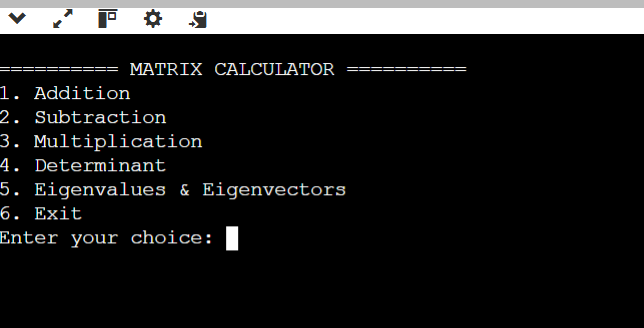 ========== MATRIX CALCULATOR ==========
1. Addition
2. Subtraction
3. Multiplication
4. Determinant
5. Eigenvalues & Eigenvectors
6. Exit
Enter your choice: